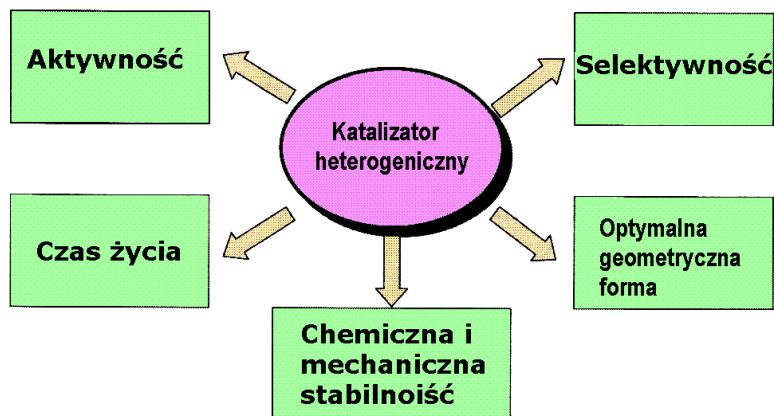 Aktywność
Selektywność
Katalizator
heterogeniczny
Czas życia
Optymalna
geometryczna
forma
Chemiczna i
mechaniczna
stabilnoiść